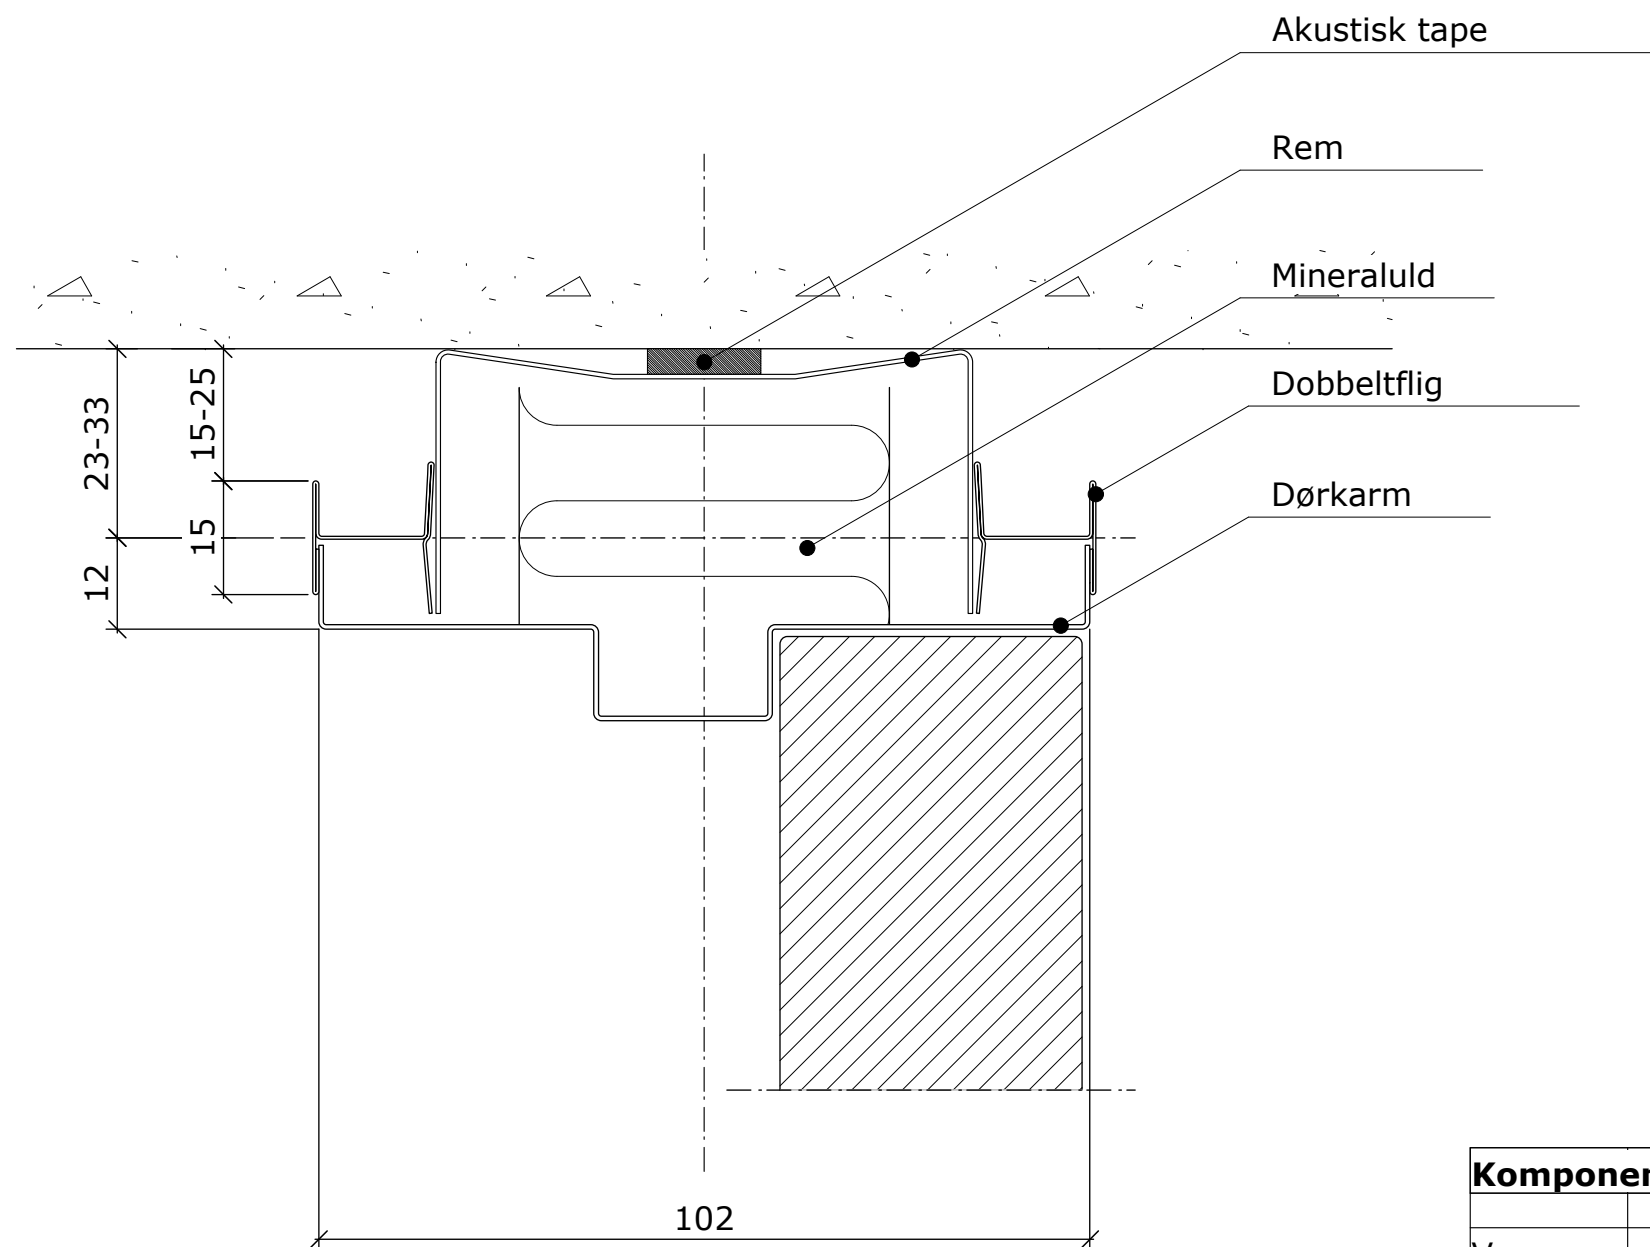 Akustisk tape
Rem
Mineraluld
Dobbeltflig
Dørkarm
23-33
15-25
15
12
102